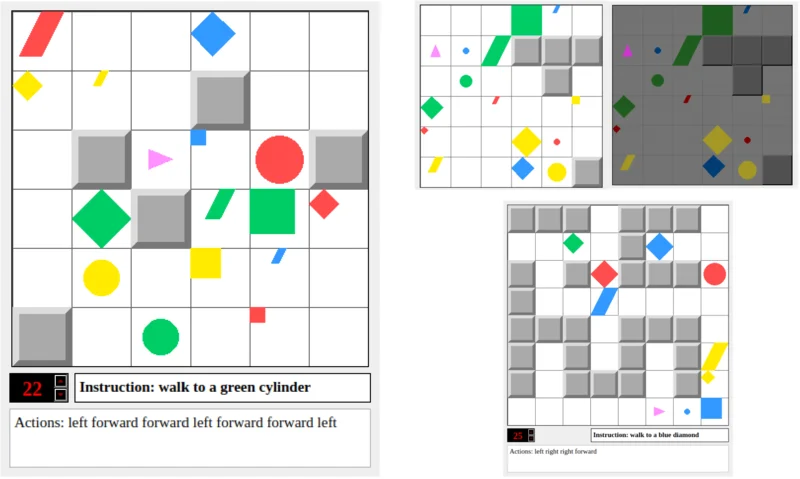 22
Instruction: walk to a green cylinder
Actions: left forward forward left forward forward left
25
Instruction: walk to a blue diamond
Actions: left right right forward